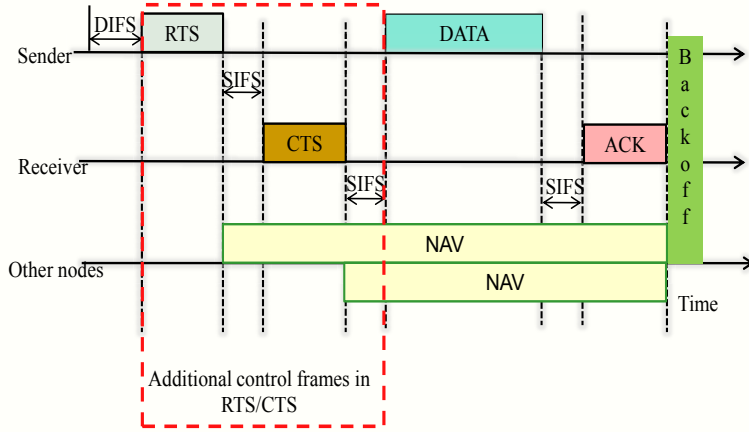 DIFS
RTS
DATA
Sender
SIFS
CTS
ACK
Receiver
SIFS
SIFS
Backoff
NAV
Other nodes
NAV
Time
Additional control frames in
RTS/CTS